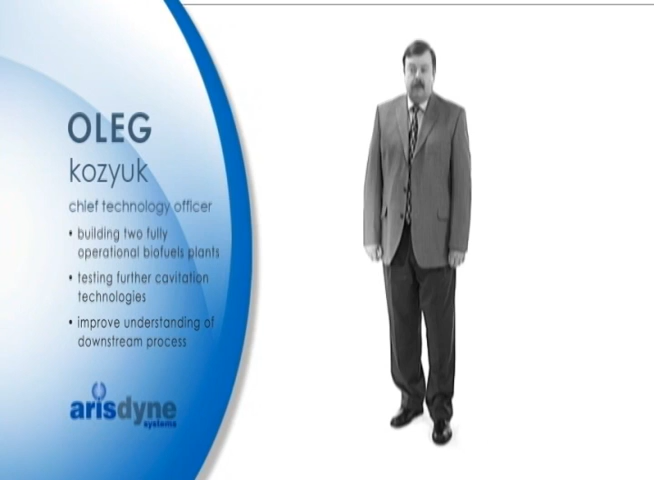 OLEG
kozyuk
chief technology officer
• building two fully
operational biofuels plants
• testing further cavitation
technologies
• improve understanding of
downstream process
arisdyne
systems